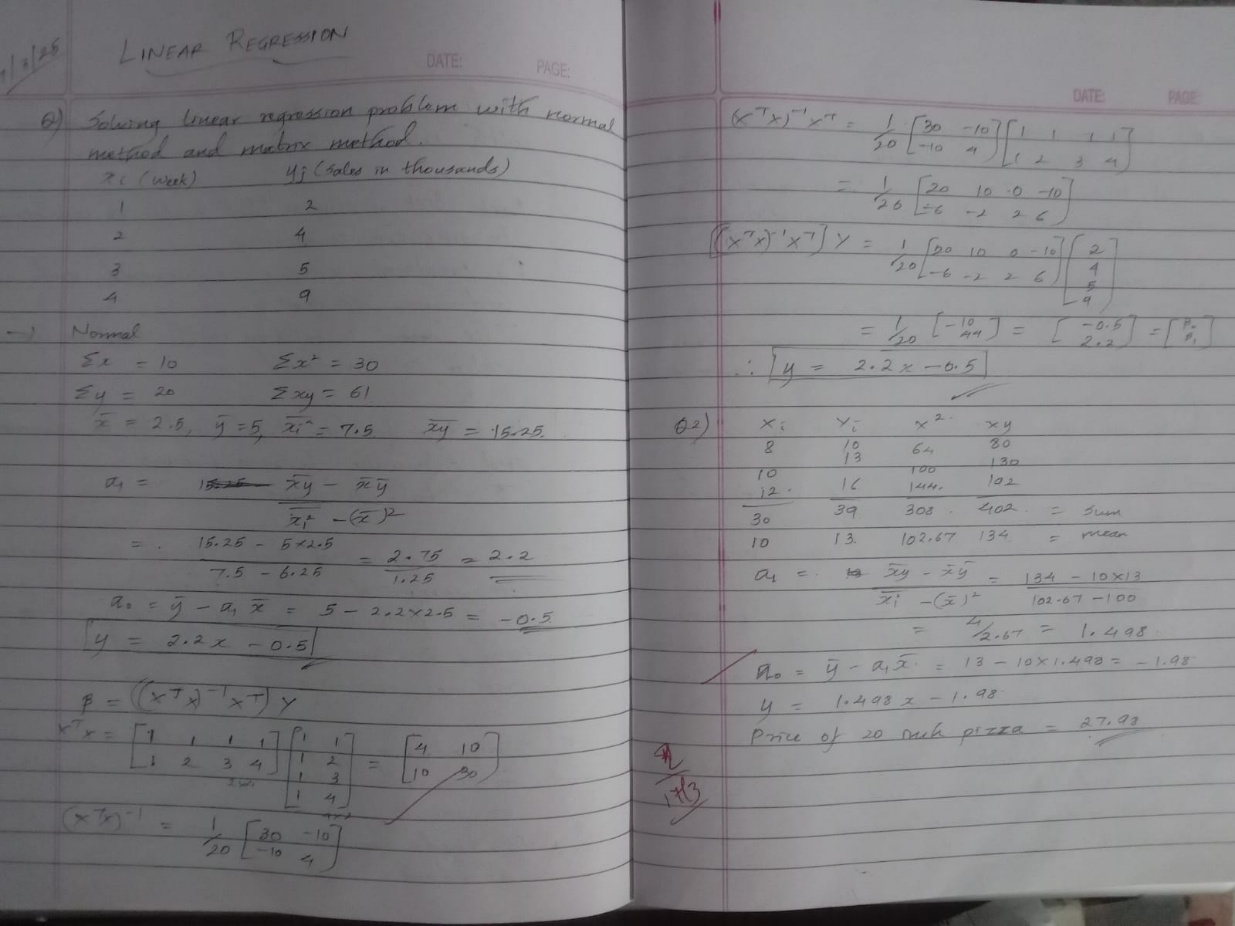 LINEAR REGRESSION
DATE: PAGE:
Q) Solving linear regression problem with normal
method and matrix method.
xi (week) yi (sales in thousands)
1 2
2 4
3 5
4 9
→ Normal
Σx = 10 Σx² = 30
Σy = 20 Σxy = 61
x̄ = 2.5, ȳ = 5, x̄i² = 7.5 x̄ȳ = 15.25
a₁ = x̄y - x̄ȳ
x̄i² - (x̄)²
= 15.25 - 5×2.5 = 2.75 = 2.2
7.5 - 6.25 1.25
a₀ = ȳ - a₁x̄ = 5 - 2.2×2.5 = -0.5
y = 2.2x - 0.5
β = ((XᵀX)⁻¹Xᵀ)Y
XᵀX = [1 1 1 1] [1 1] = [4 10]
[1 2 3 4] [1 2] [10 30]
[1 3]
[1 4]
(XᵀX)⁻¹ = 1/20 [30 -10]
[-10 4]
DATE: PAGE:
(XᵀX)⁻¹Xᵀ = 1/20 [30 -10] [1 1 1 1]
[-10 4] [1 2 3 4]
= 1/20 [20 10 0 -10]
[-6 -2 2 6]
[(XᵀX)⁻¹Xᵀ]Y = 1/20 [20 10 0 -10] [2]
[-6 -2 2 6] [4]
[5]
[9]
= 1/20 [-10] = [-0.5] = [β₀]
[44] [2.2] [β₁]
∴ y = 2.2x - 0.5
Q2) Xi Yi x² xy
8 10 64 80
10 13 100 130
12 16 144 192
30 39 308 402 = sum
10 13 102.67 134 = mean
a₁ = x̄y - x̄ȳ = 134 - 10×13
x̄i - (x̄)² 102.67 - 100
= 4/2.67 = 1.498
a₀ = ȳ - a₁x̄ = 13 - 10×1.498 = -1.98
y = 1.498x - 1.98
Price of 20 inch pizza = 27.98
17/3